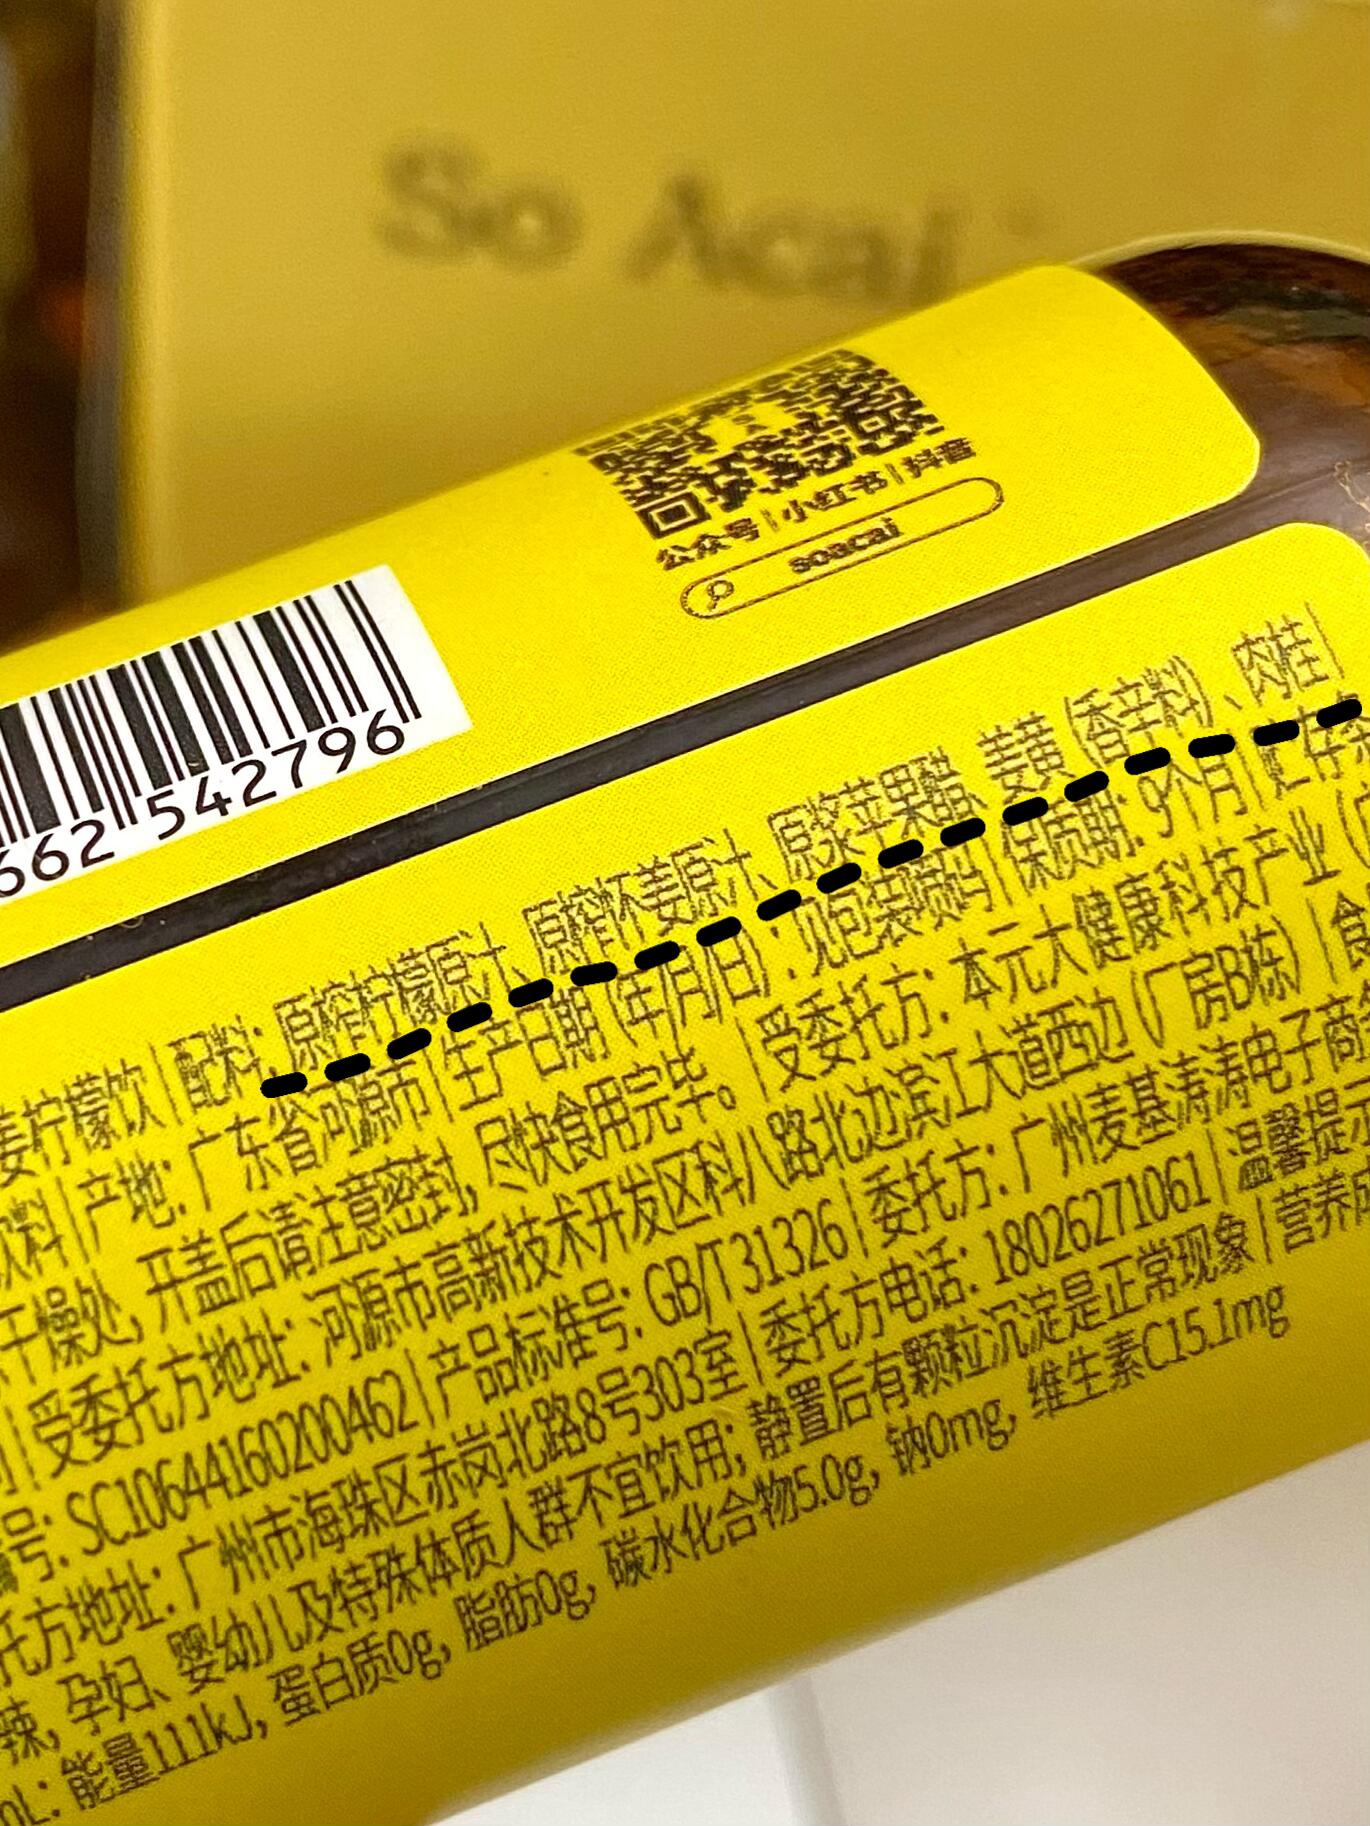 So Acai
公众号|小红书|抖音
soacai
662 542796
姜柠檬饮|配料:原榨柠檬原汁、原榨怀姜原汁、原浆苹果醋、姜黄(香辛料)、肉桂|
饮料|产地:广东省河源市|生产日期(年/月/日):见包装喷码|保质期:9个月|贮存条
干燥处,开盖后请注意密封,尽快食用完毕。|受委托方:本元大健康科技产业(广
|受委托方地址:河源市高新技术开发区科八路北边滨江大道西边(厂房B栋)|食
号:SC10644160200462|产品标准号:GB/T31326|委托方:广州麦基涛涛电子商
托方地址:广州市海珠区赤岗北路8号303室|委托方电话:18026271061|温馨提示
辣,孕妇、婴幼儿及特殊体质人群不宜饮用;静置后有颗粒沉淀是正常现象|营养成
mL:能量111kJ,蛋白质0g,脂肪0g,碳水化合物5.0g,钠0mg,维生素C15.1mg